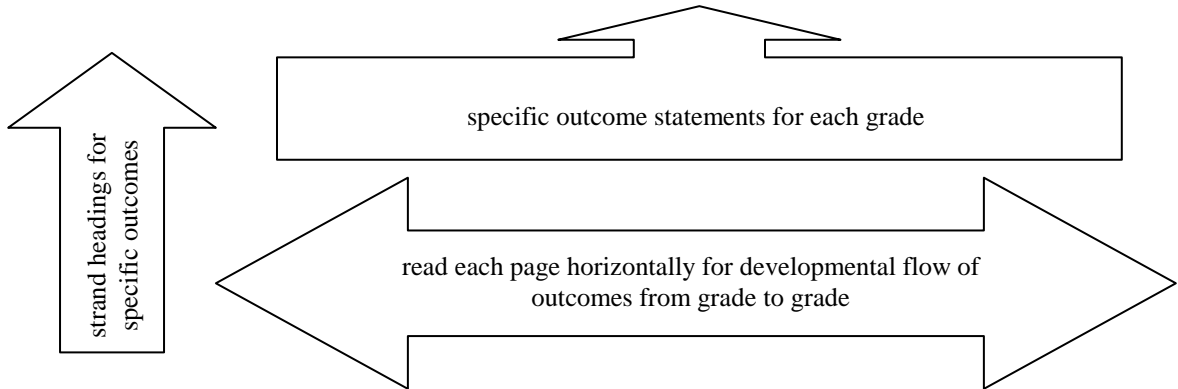 specific outcome statements for each grade
strand headings for
specific outcomes
read each page horizontally for developmental flow of
outcomes from grade to grade